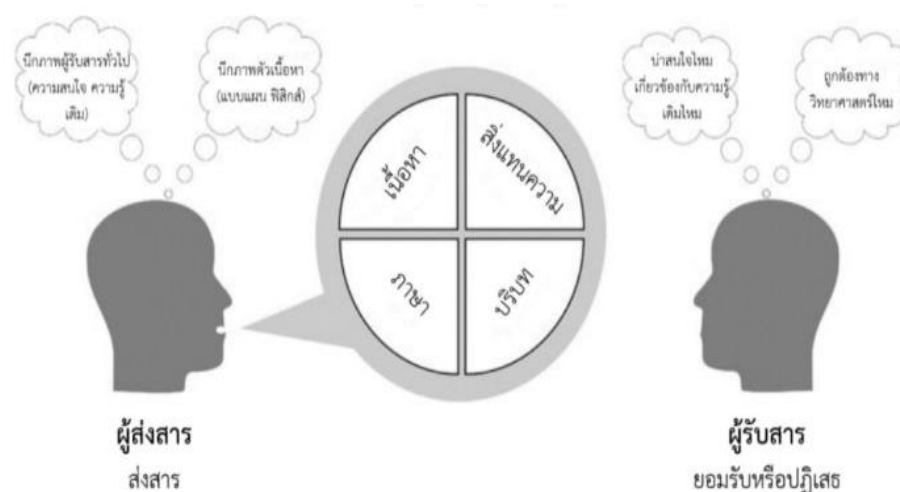 นึกภาพผู้รับสารทั่วไป
(ความสนใจ ความรู้
เดิม)
นึกภาพตัวเนื้อหา
(แบบแผน ฟิสิกส์)
น่าสนใจไหม
เกี่ยวข้องกับความรู้
เดิมไหม
ถูกต้องทาง
วิทยาศาสตร์ไหม
เนื้อหา
สิ่งแทนความ
ภาษา
บริบท
ผู้ส่งสาร
ส่งสาร
ผู้รับสาร
ยอมรับหรือปฏิเสธ